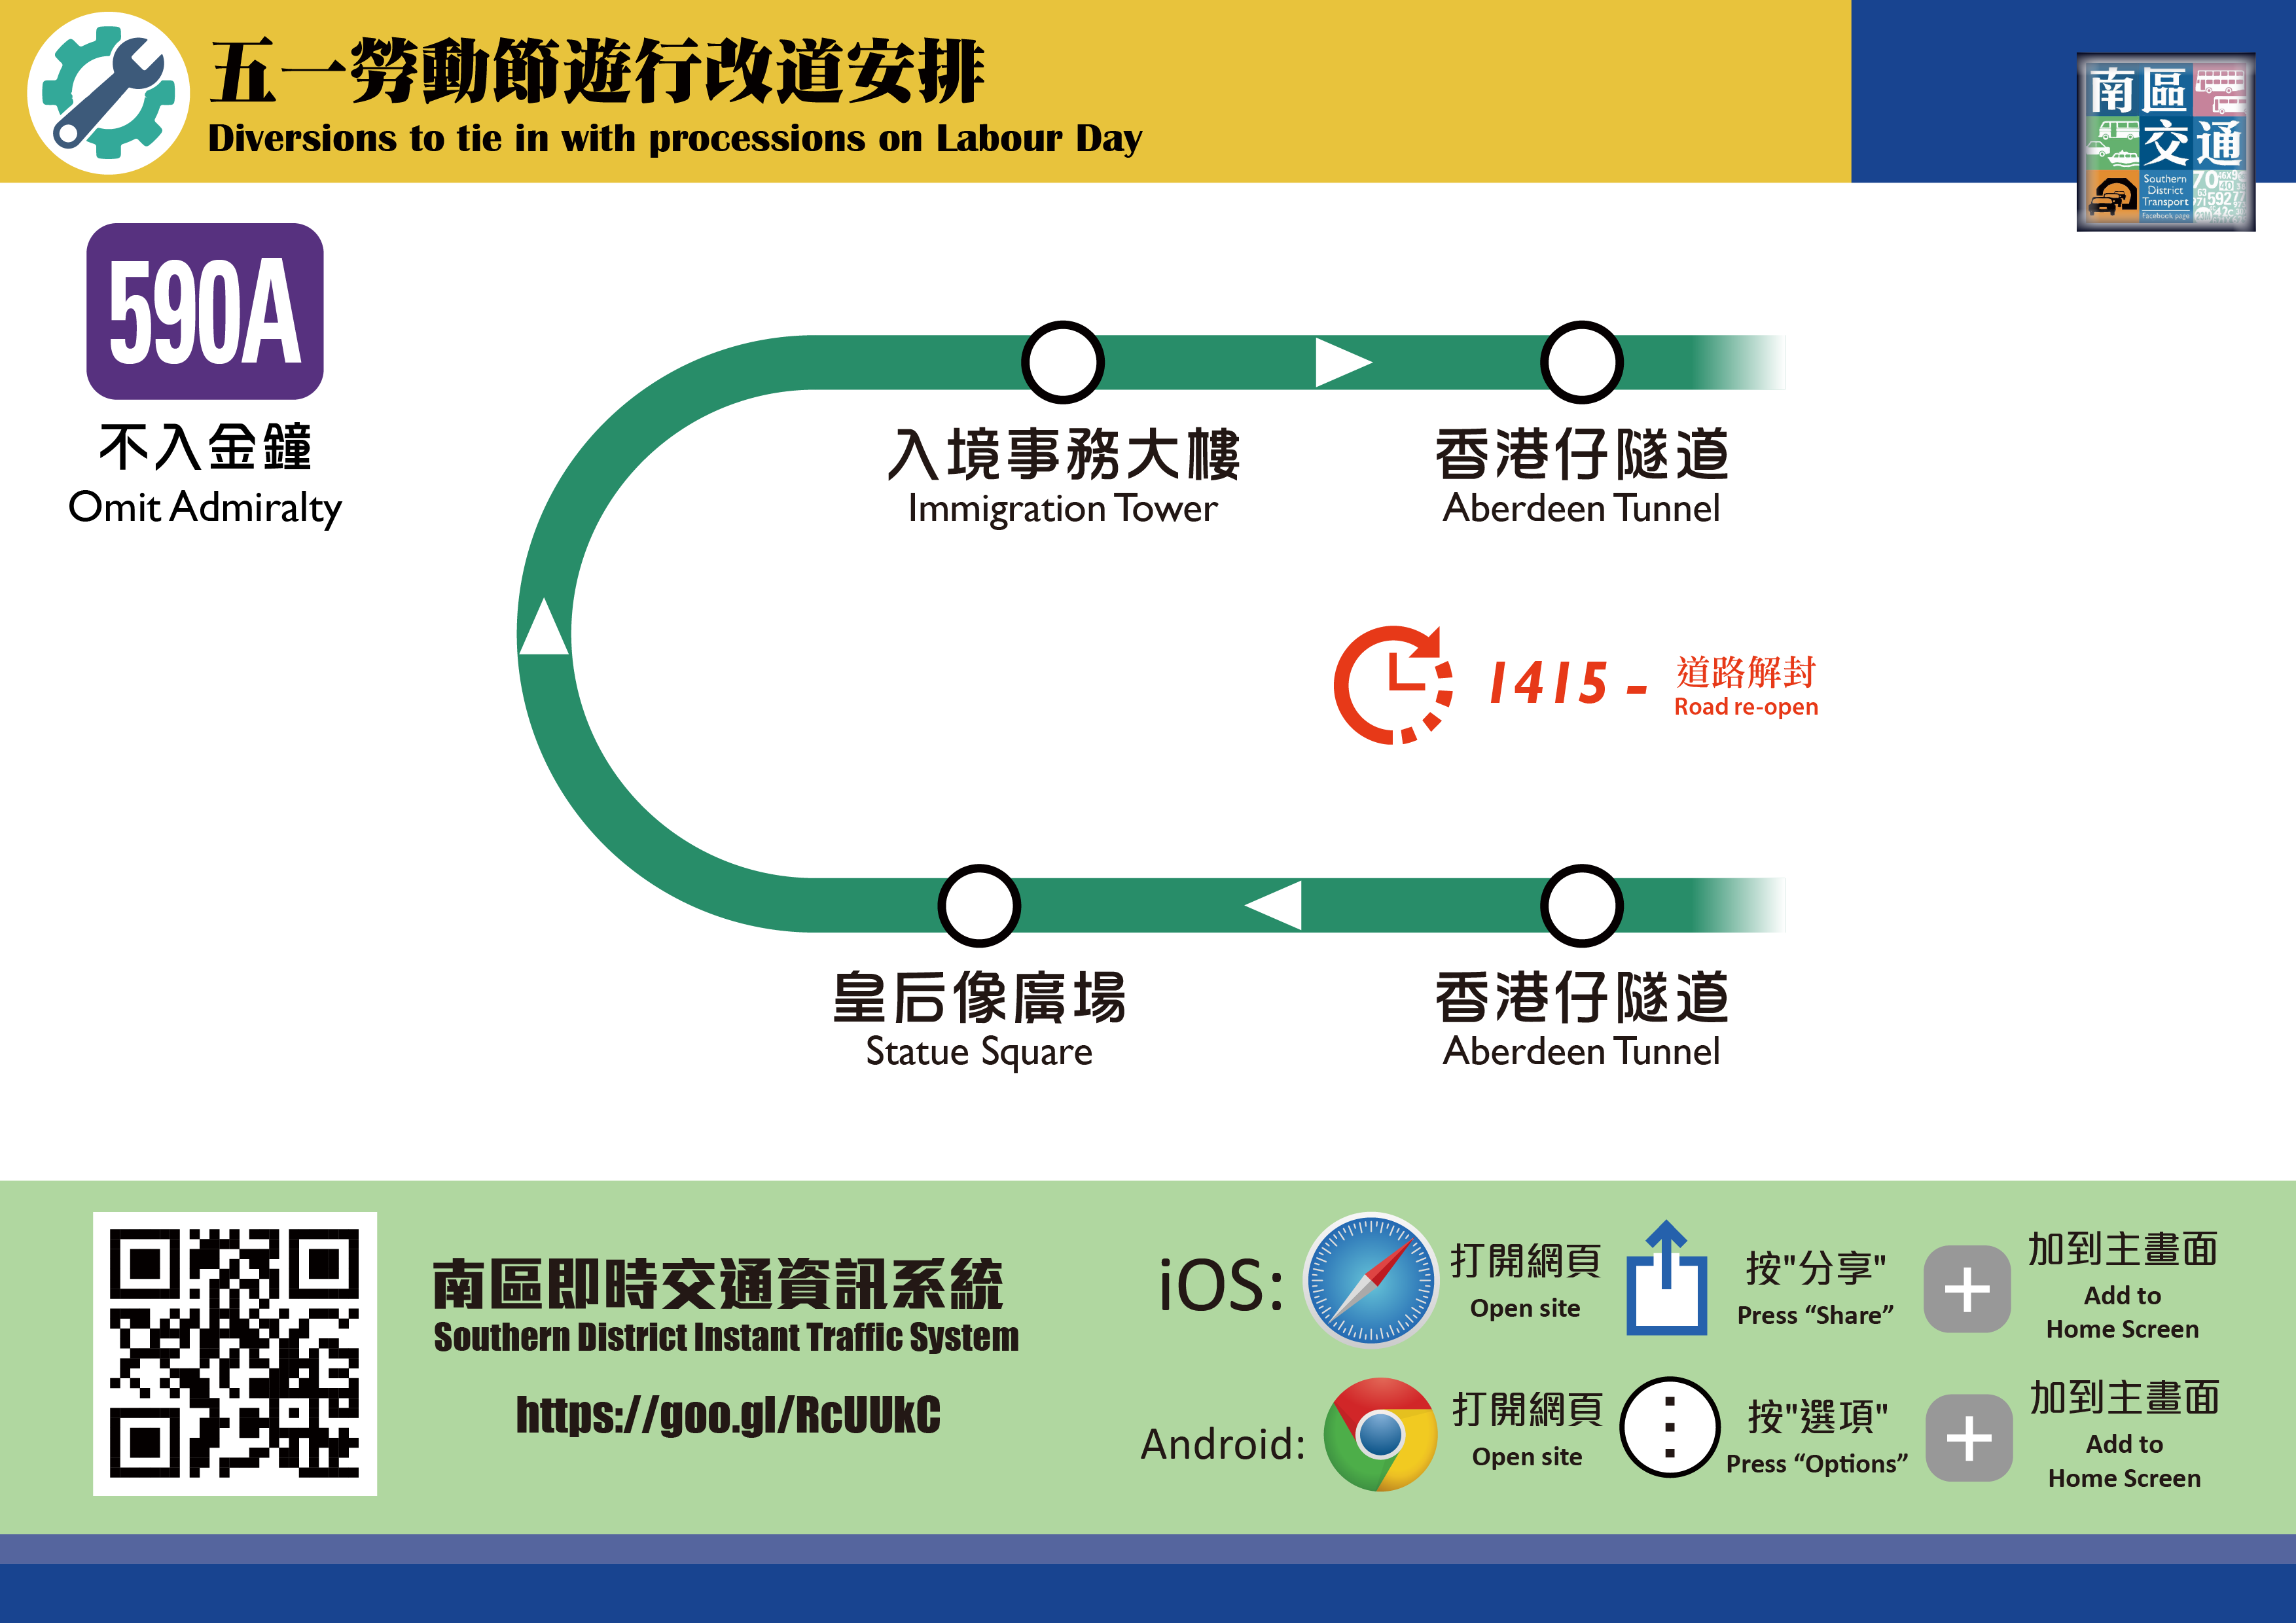 五一勞動節遊行改道安排
Diversions to tie in with processions on Labour Day
南區
交通
Southern
District
Transport
Facebook page
590A
不入金鐘
Omit Admiralty
入境事務大樓
Immigration Tower
香港仔隧道
Aberdeen Tunnel
1415 -
道路解封
Road re-open
皇后像廣場
Statue Square
香港仔隧道
Aberdeen Tunnel
南區即時交通資訊系統
Southern District Instant Traffic System
https://goo.gl/RcUUkC
iOS:
打開網頁
Open site
按"分享"
Press “Share”
加到主畫面
Add to
Home Screen
Android:
打開網頁
Open site
按"選項"
Press “Options”
加到主畫面
Add to
Home Screen